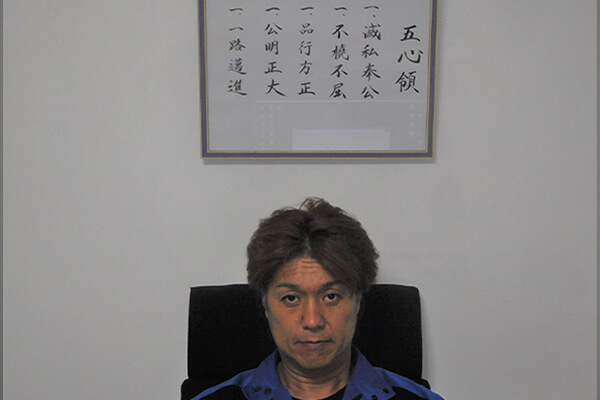 五心領
一、滅私奉公
一、不撓不屈
一、品行方正
一、公明正大
一、一路邁進